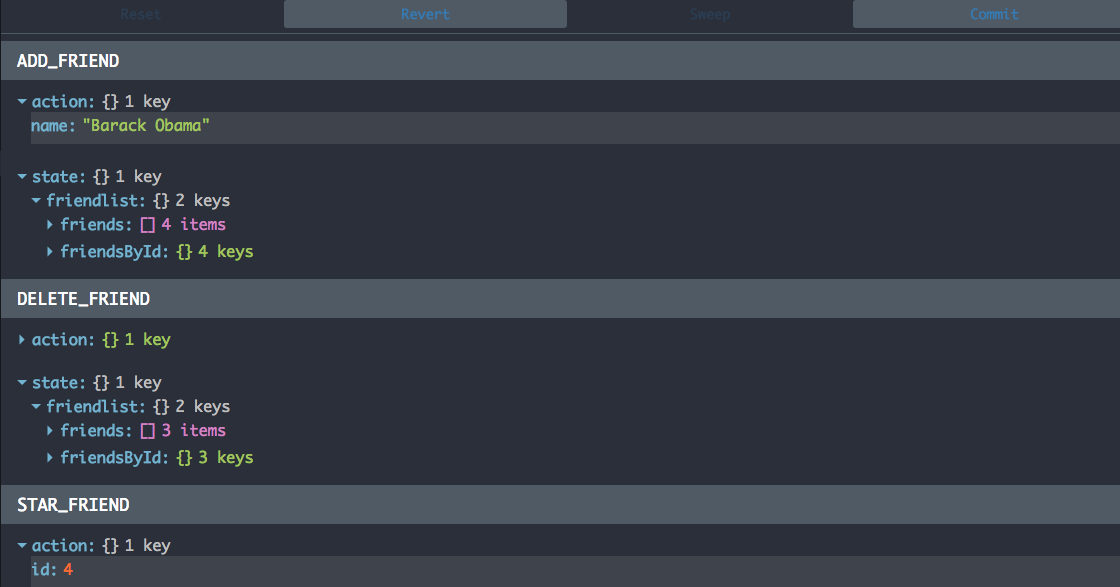 Reset Revert Sweep Commit
ADD_FRIEND
action: {} 1 key
name: "Barack Obama"
state: {} 1 key
friendlist: {} 2 keys
friends: [] 4 items
friendsById: {} 4 keys
DELETE_FRIEND
action: {} 1 key
state: {} 1 key
friendlist: {} 2 keys
friends: [] 3 items
friendsById: {} 3 keys
STAR_FRIEND
action: {} 1 key
id: 4